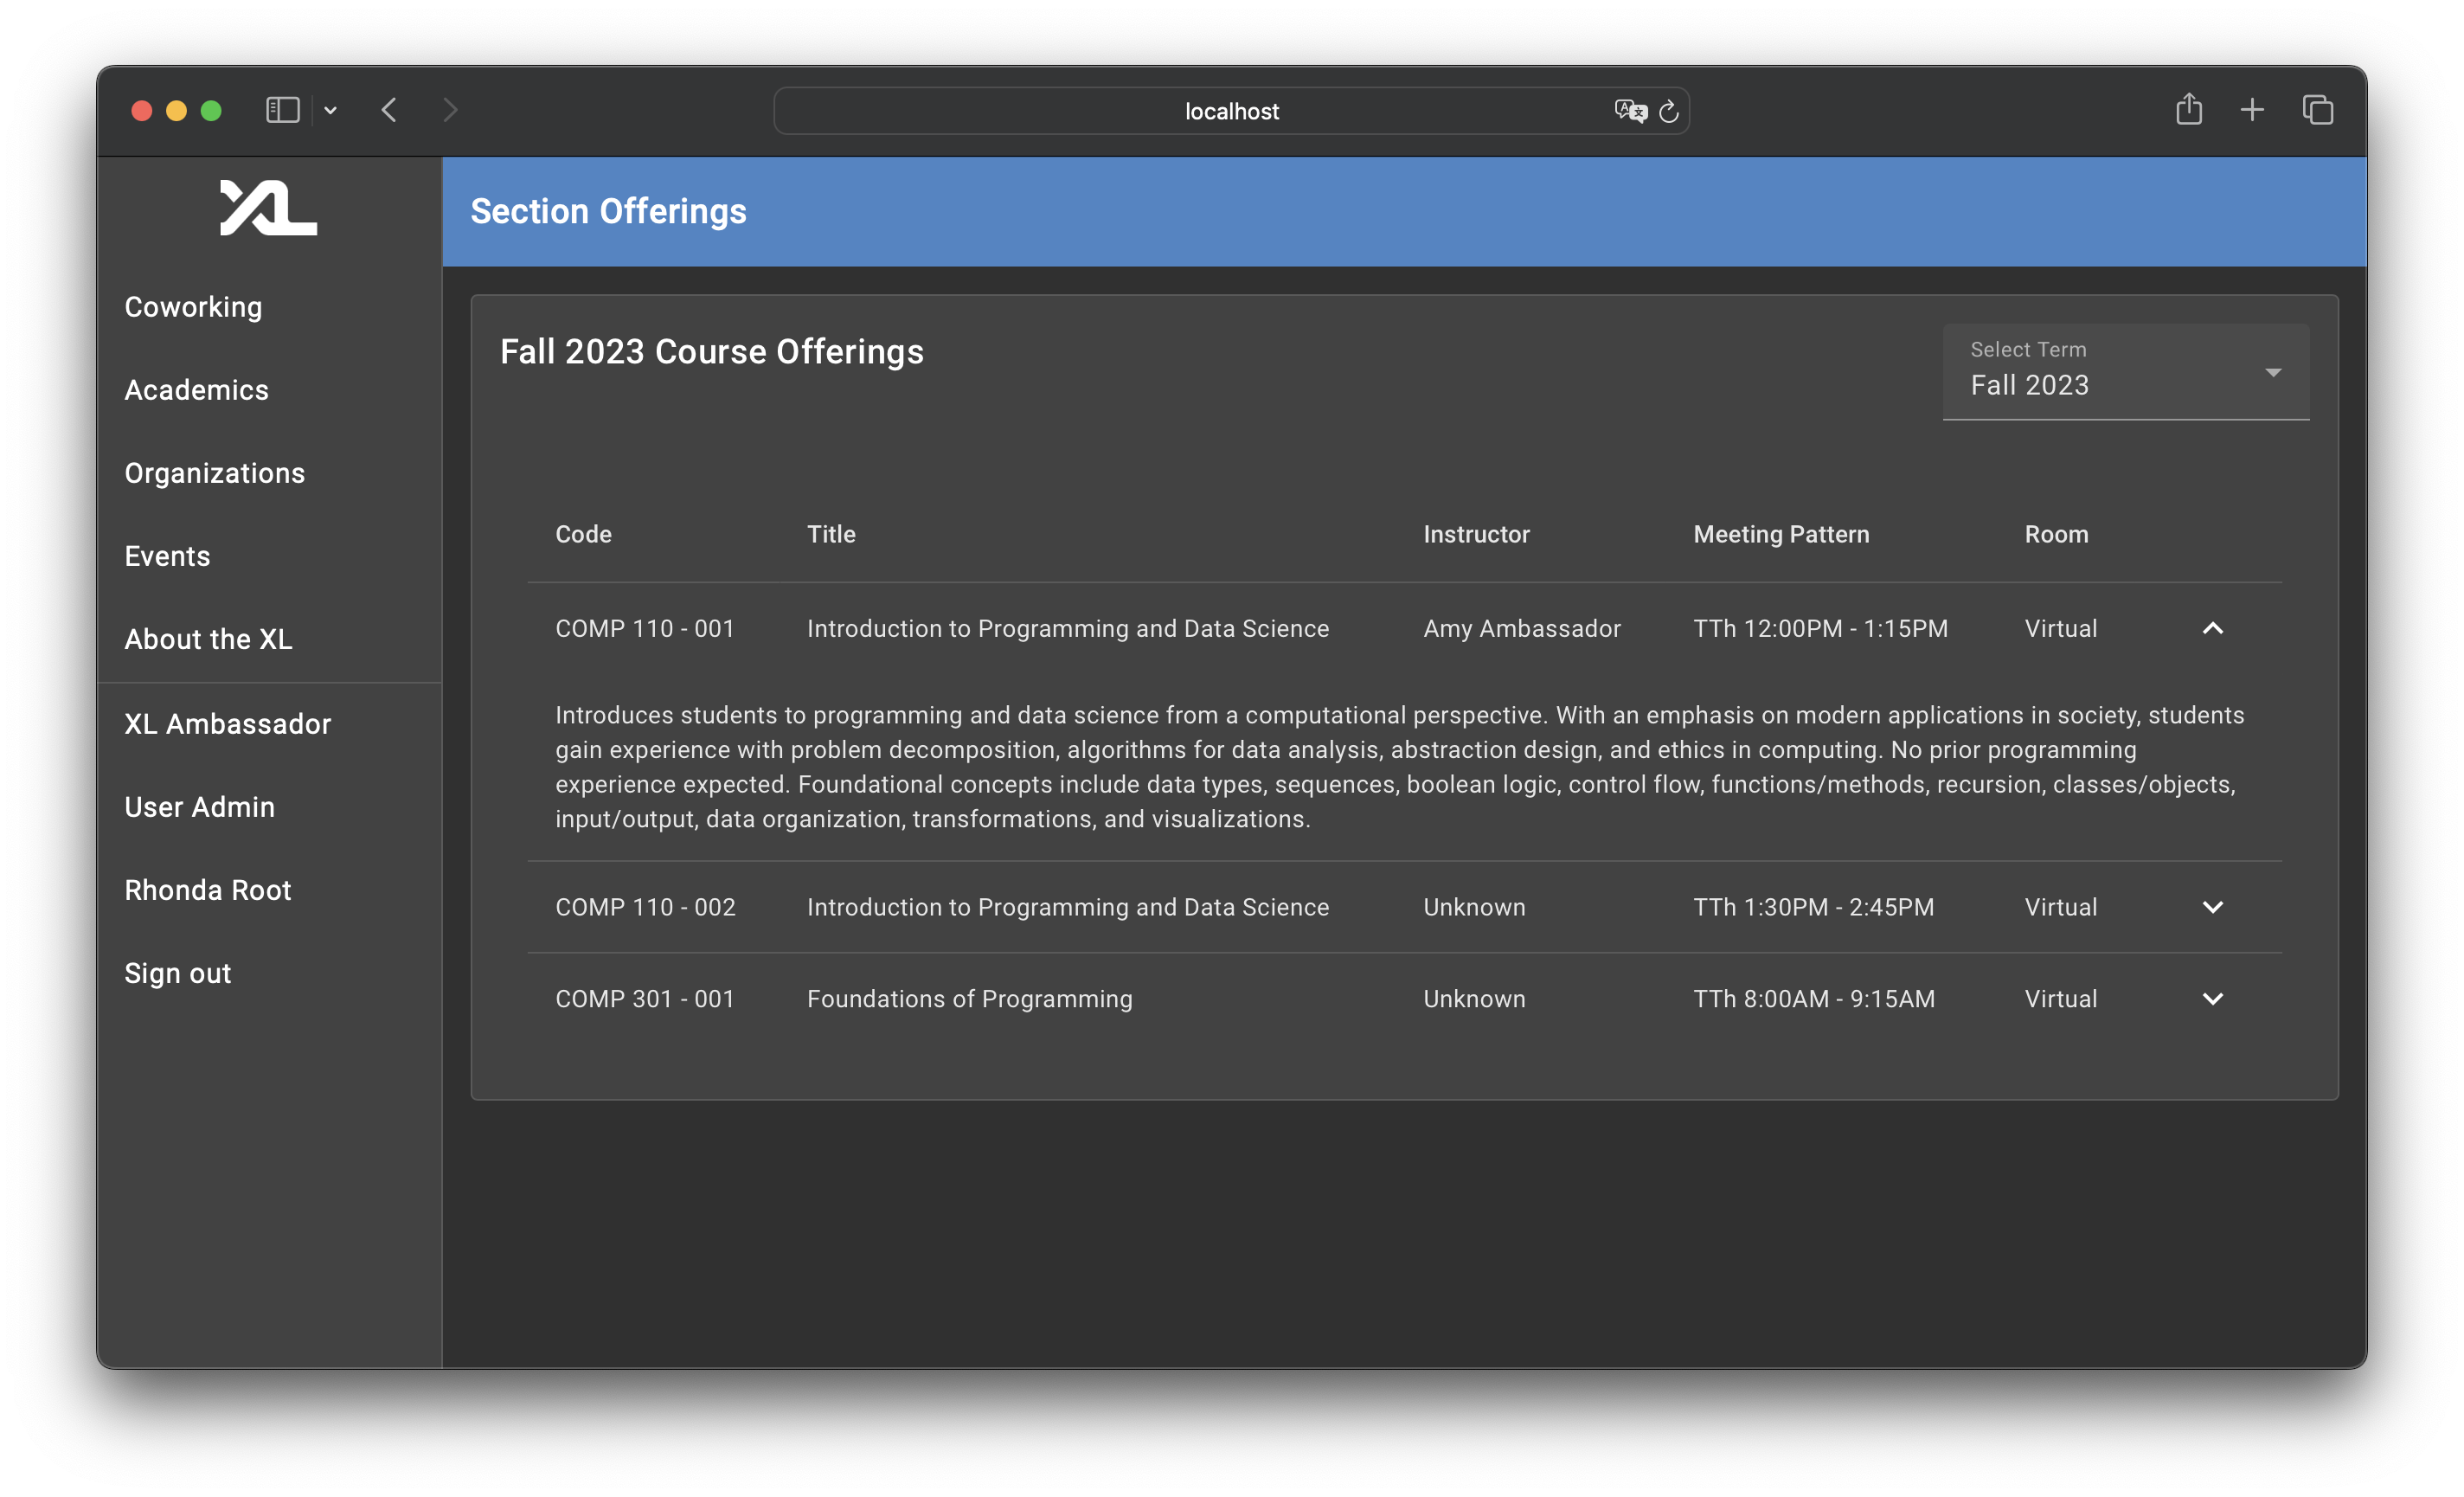 localhost
XL
Section Offerings
Coworking
Academics
Organizations
Events
About the XL
XL Ambassador
User Admin
Rhonda Root
Sign out
Fall 2023 Course Offerings
Select Term
Fall 2023
Code Title Instructor Meeting Pattern Room
COMP 110 - 001 Introduction to Programming and Data Science Amy Ambassador TTh 12:00PM - 1:15PM Virtual
Introduces students to programming and data science from a computational perspective. With an emphasis on modern applications in society, students
gain experience with problem decomposition, algorithms for data analysis, abstraction design, and ethics in computing. No prior programming
experience expected. Foundational concepts include data types, sequences, boolean logic, control flow, functions/methods, recursion, classes/objects,
input/output, data organization, transformations, and visualizations.
COMP 110 - 002 Introduction to Programming and Data Science Unknown TTh 1:30PM - 2:45PM Virtual
COMP 301 - 001 Foundations of Programming Unknown TTh 8:00AM - 9:15AM Virtual